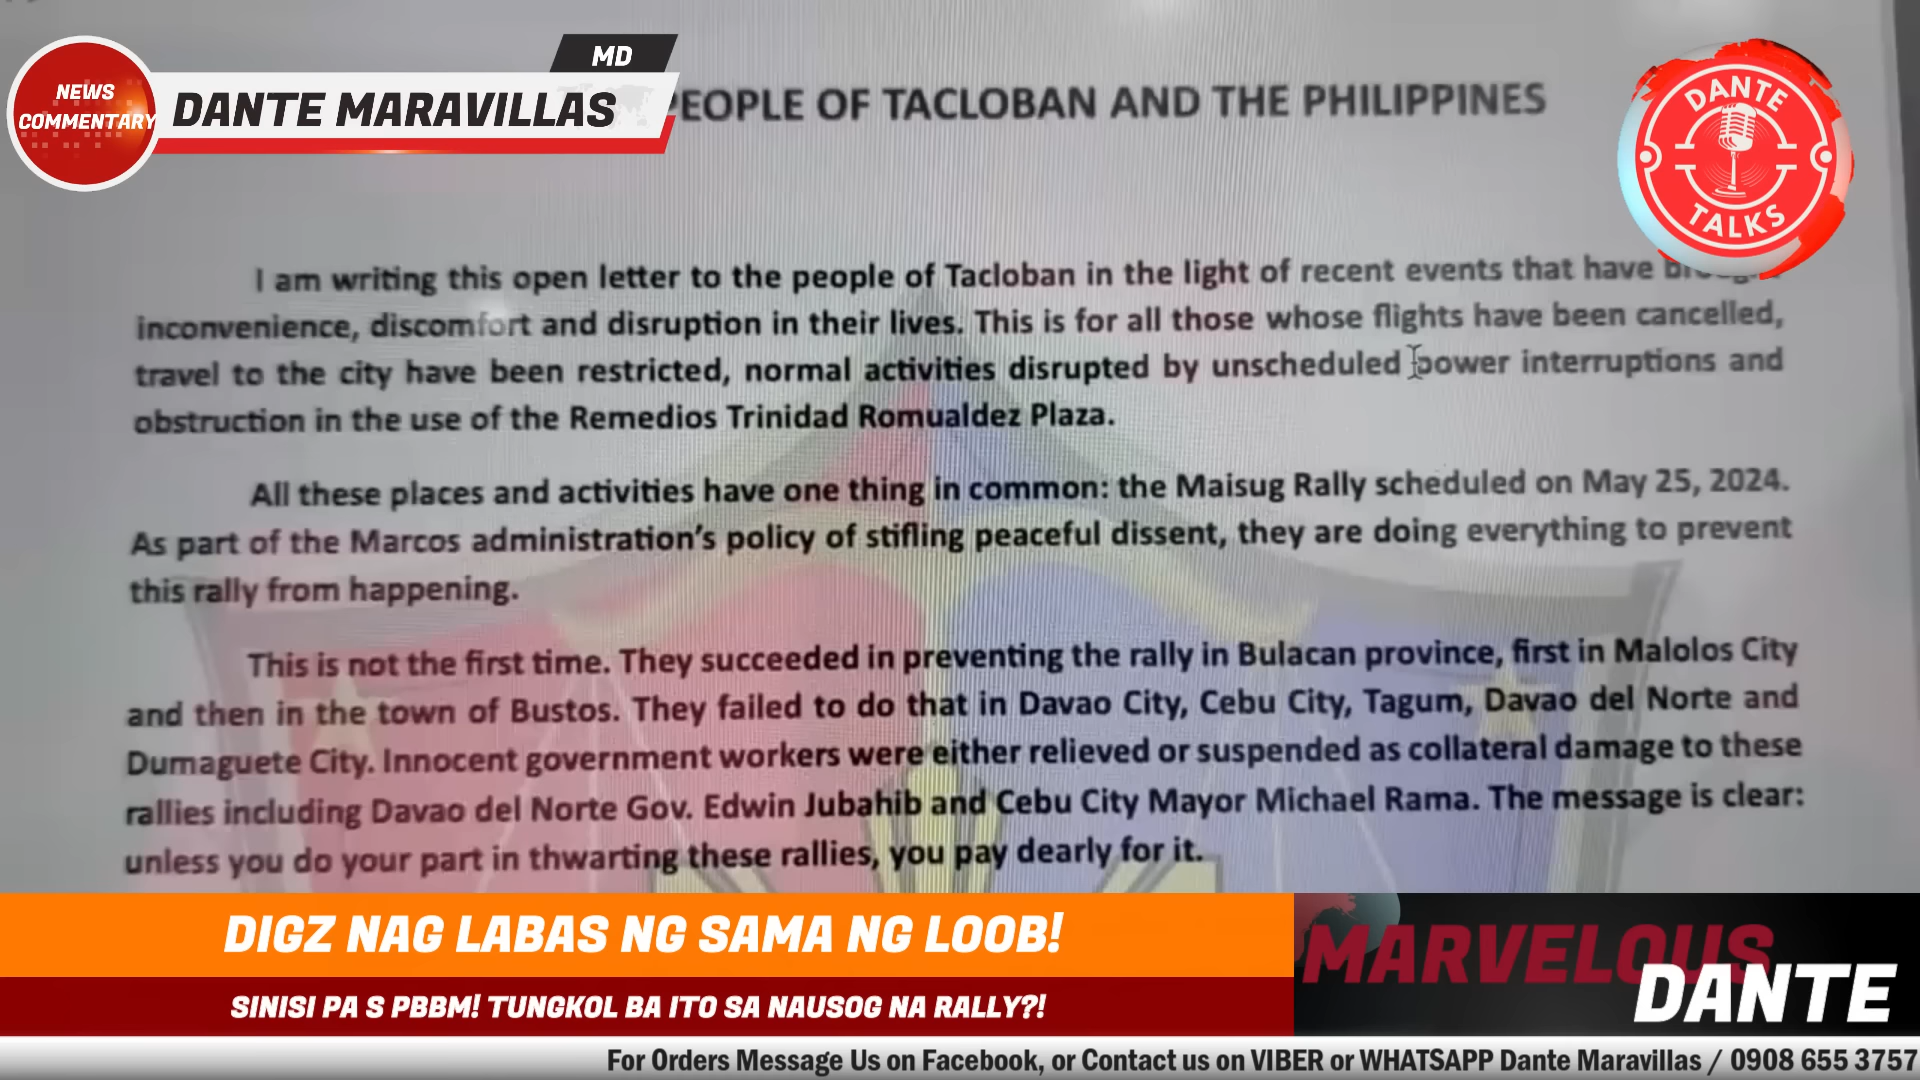 MD
NEWS
COMMENTARY
DANTE MARAVILLAS
PEOPLE OF TACLOBAN AND THE PHILIPPINES
DANTE
TALKS
I am writing this open letter to the people of Tacloban in the light of recent events that have
inconvenience, discomfort and disruption in their lives. This is for all those whose flights have been cancelled,
travel to the city have been restricted, normal activities disrupted by unscheduled power interruptions and
obstruction in the use of the Remedios Trinidad Romualdez Plaza.
All these places and activities have one thing in common: the Maisug Rally scheduled on May 25, 2024.
As part of the Marcos administration's policy of stifling peaceful dissent, they are doing everything to prevent
this rally from happening.
This is not the first time. They succeeded in preventing the rally in Bulacan province, first in Malolos City
and then in the town of Bustos. They failed to do that in Davao City, Cebu City, Tagum, Davao del Norte and
Dumaguete City. Innocent government workers were either relieved or suspended as collateral damage to these
rallies including Davao del Norte Gov. Edwin Jubahib and Cebu City Mayor Michael Rama. The message is clear:
unless you do your part in thwarting these rallies, you pay dearly for it.
DIGZ NAG LABAS NG SAMA NG LOOB!
SINISI PA S PBBM! TUNGKOL BA ITO SA NAUSOG NA RALLY?!
MARVELOUS
DANTE
For Orders Message Us on Facebook, or Contact us on VIBER or WHATSAPP Dante Maravillas / 0908 655 3757